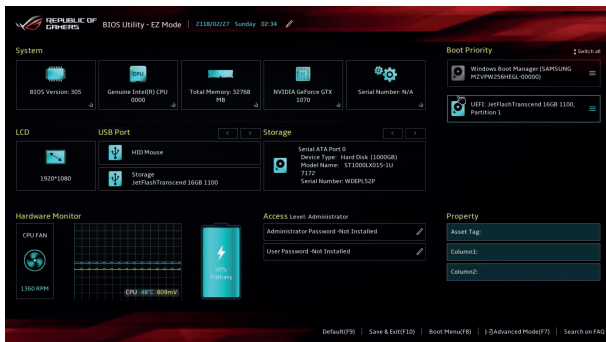 REPUBLIC OF
GAMERS
BIOS Utility - EZ Mode
2118/02/27 Sunday 02:34
System
BIOS Version: 305
CPU
Genuine Intel(R) CPU
0000
Total Memory: 32768
MB
NVIDIA GeForce GTX
1070
Serial Number: N/A
Boot Priority
Switch all
Windows Boot Manager (SAMSUNG
MZVPW256HEGL-00000)
UEFI: JetFlashTranscend 16GB 1100,
Partition 1
LCD
1920*1080
USB Port
HID Mouse
Storage
JetFlashTranscend 16GB 1100
Storage
Serial ATA Port 0
Device Type: Hard Disk (1000GB)
Model Name: ST1000LX015-1U
7172
Serial Number: WDEPL52P
Hardware Monitor
CPU FAN
1360 RPM
CPU 48°C 809mV
99%
Primary
Access Level: Administrator
Administrator Password -Not Installed
User Password -Not Installed
Property
Asset Tag:
Column1:
Column2:
Default(F9) | Save & Exit(F10) | Boot Menu(F8) | Advanced Mode(F7) | Search on FAQ